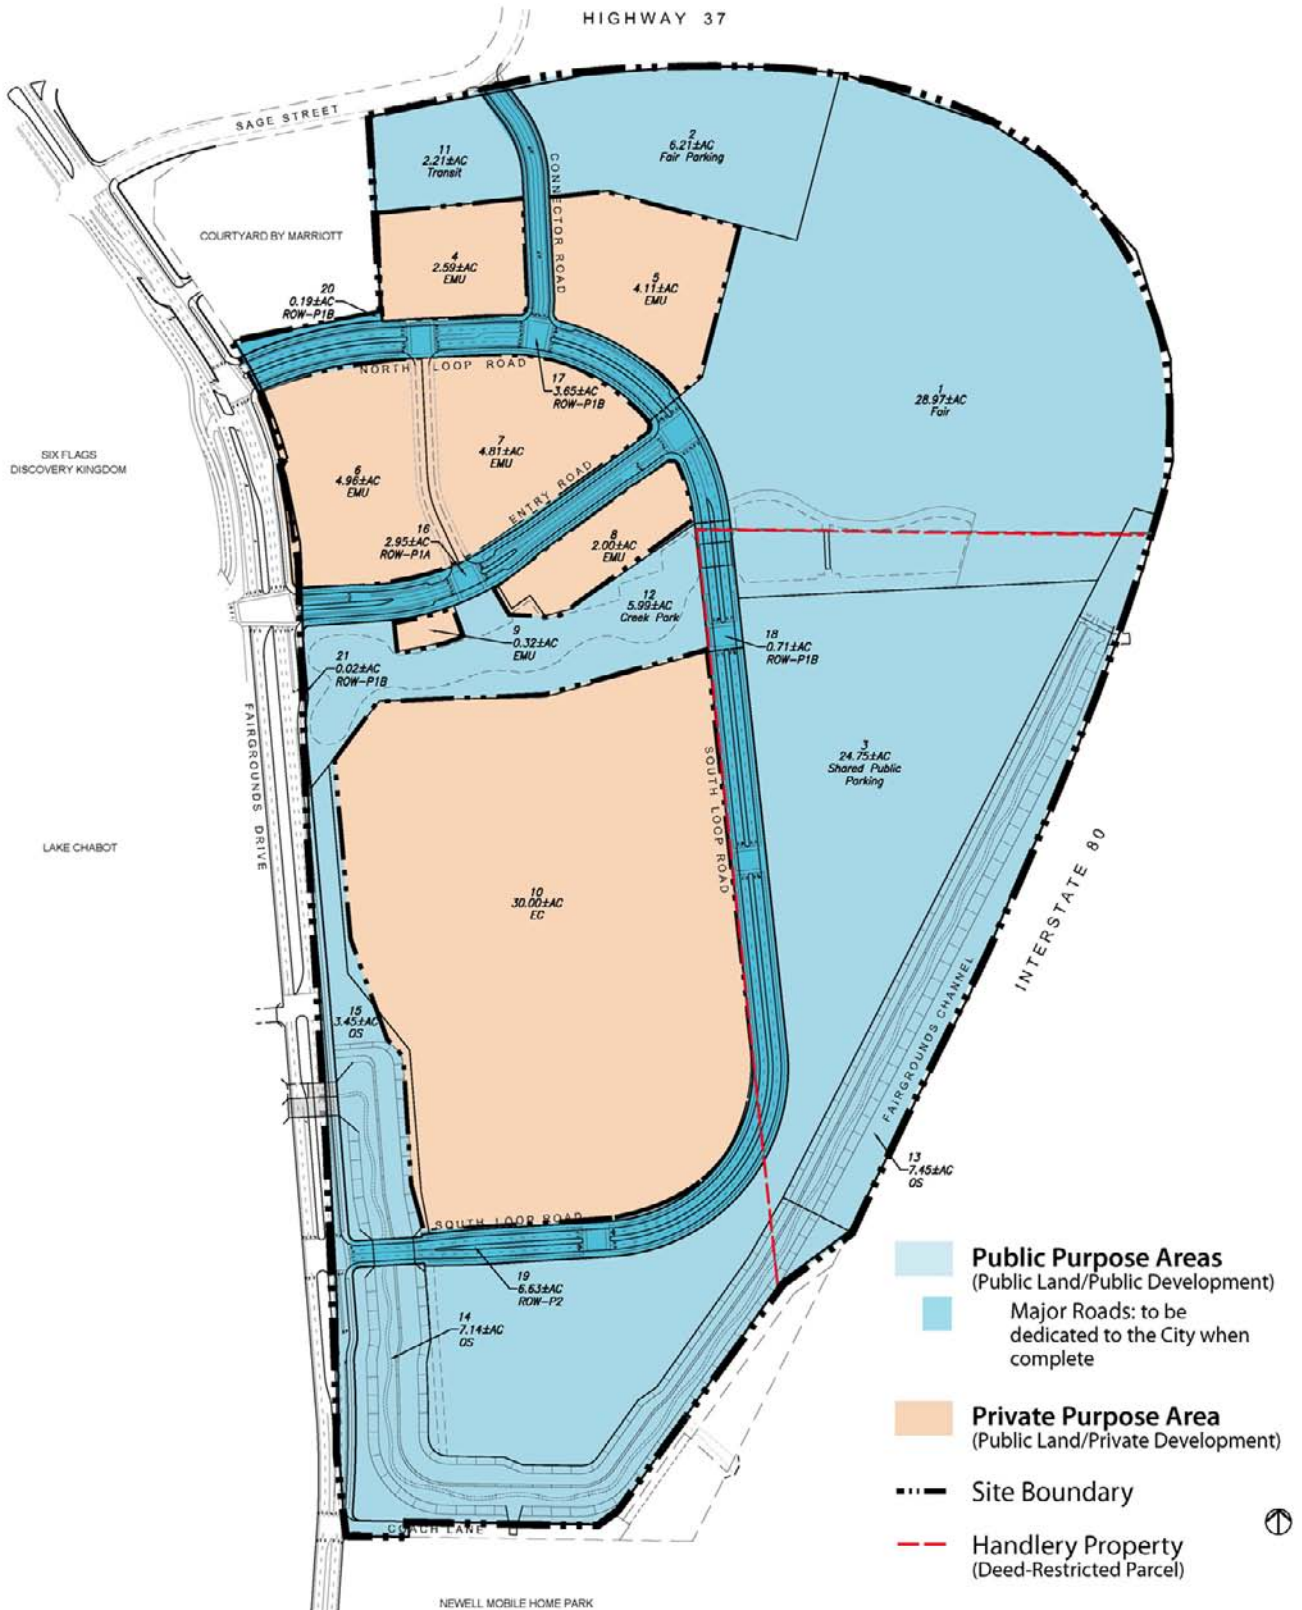 HIGHWAY 37
SAGE STREET
11
2.21±AC
Transit
2
6.21±AC
Fair Parking
CONNECTOR ROAD
COURTYARD BY MARRIOTT
4
2.59±AC
EMU
5
4.11±AC
EMU
20
0.19±AC
ROW-P1B
NORTH LOOP ROAD
17
3.65±AC
ROW-P1B
1
28.97±AC
Fair
SIX FLAGS
DISCOVERY KINGDOM
6
4.96±AC
EMU
7
4.81±AC
EMU
ENTRY ROAD
16
2.95±AC
ROW-P1A
8
2.00±AC
EMU
12
5.99±AC
Creek Park
9
0.32±AC
EMU
18
0.71±AC
ROW-P1B
21
0.02±AC
ROW-P1B
FAIRGROUNDS DRIVE
SOUTH LOOP ROAD
3
24.75±AC
Shared Public
Parking
LAKE CHABOT
INTERSTATE 80
10
30.00±AC
EC
FAIRGROUNDS CHANNEL
15
3.45±AC
OS
13
7.45±AC
OS
SOUTH LOOP ROAD
19
6.63±AC
ROW-P2
14
7.14±AC
OS
COACH LANE
NEWELL MOBILE HOME PARK
Public Purpose Areas
(Public Land/Public Development)
Major Roads: to be
dedicated to the City when
complete
Private Purpose Area
(Public Land/Private Development)
Site Boundary
Handlery Property
(Deed-Restricted Parcel)